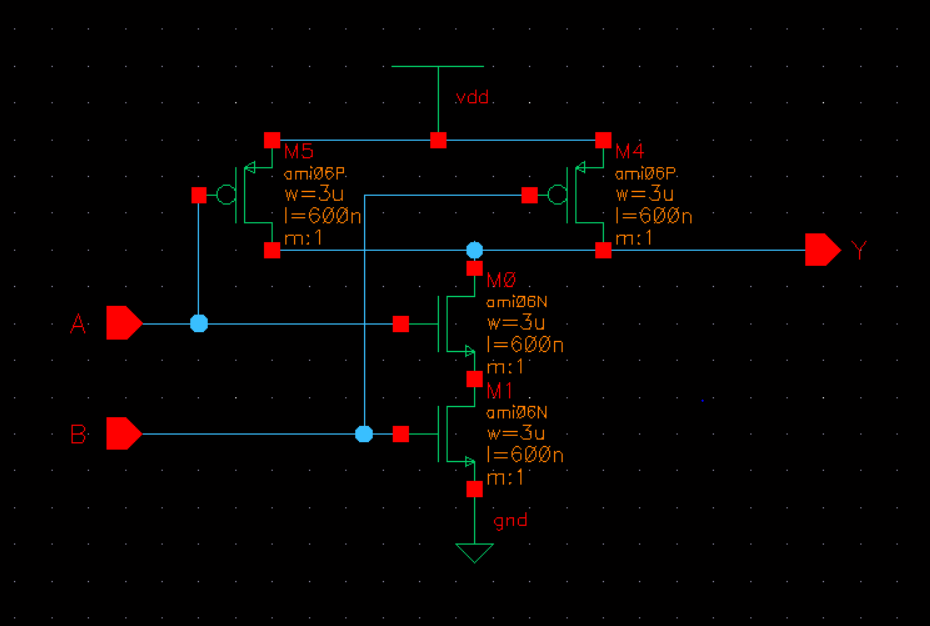 vdd
M5
ami06P
w=3u
l=600n
m:1
M4
ami06P
w=3u
l=600n
m:1
Y
M0
ami06N
w=3u
l=600n
m:1
A
M1
ami06N
w=3u
l=600n
m:1
B
gnd